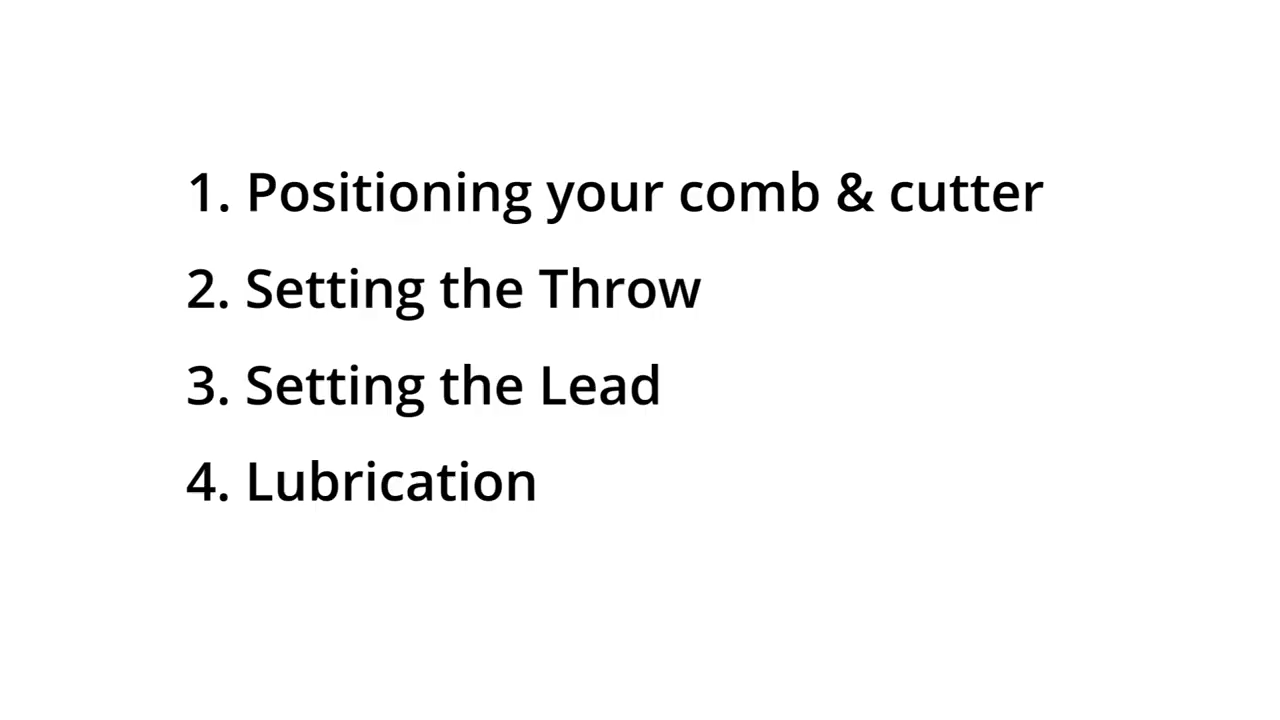 1. Positioning your comb & cutter
2. Setting the Throw
3. Setting the Lead
4. Lubrication